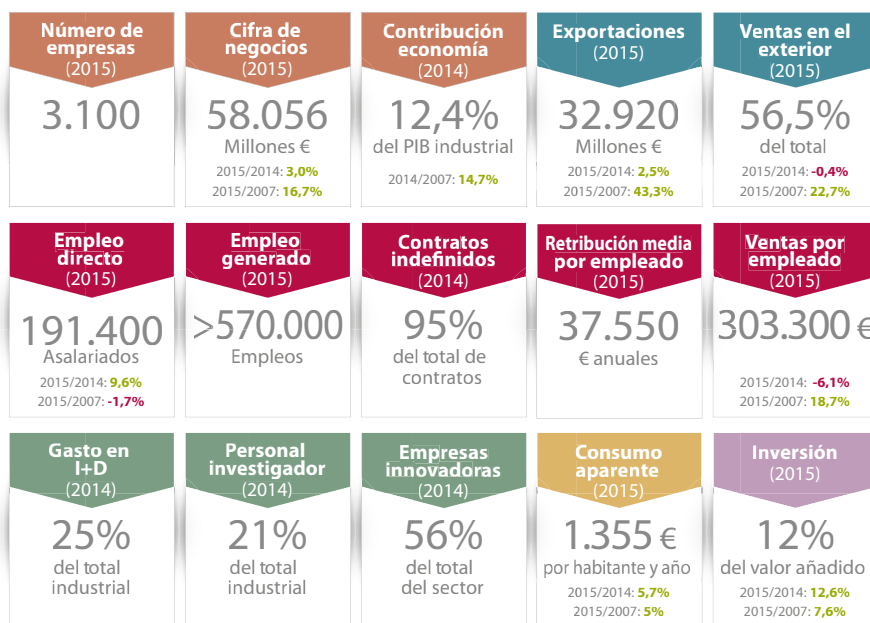 Número de
empresas
(2015)
3.100
Cifra de
negocios
(2015)
58.056
Millones €
2015/2014: 3,0%
2015/2007: 16,7%
Contribución
economía
(2014)
12,4%
del PIB industrial
2014/2007: 14,7%
Exportaciones
(2015)
32.920
Millones €
2015/2014: 2,5%
2015/2007: 43,3%
Ventas en el
exterior
(2015)
56,5%
del total
2015/2014: -0,4%
2015/2007: 22,7%
Empleo
directo
(2015)
191.400
Asalariados
2015/2014: 9,6%
2015/2007: -1,7%
Empleo
generado
(2015)
>570.000
Empleos
Contratos
indefinidos
(2014)
95%
del total de
contratos
Retribución media
por empleado
(2015)
37.550
€ anuales
Ventas por
empleado
(2015)
303.300 €
2015/2014: -6,1%
2015/2007: 18,7%
Gasto en
I+D
(2014)
25%
del total
industrial
Personal
investigador
(2014)
21%
del total
industrial
Empresas
innovadoras
(2014)
56%
del total
del sector
Consumo
aparente
(2015)
1.355 €
por habitante y año
2015/2014: 5,7%
2015/2007: 5%
Inversión
(2015)
12%
del valor añadido
2015/2014: 12,6%
2015/2007: 7,6%